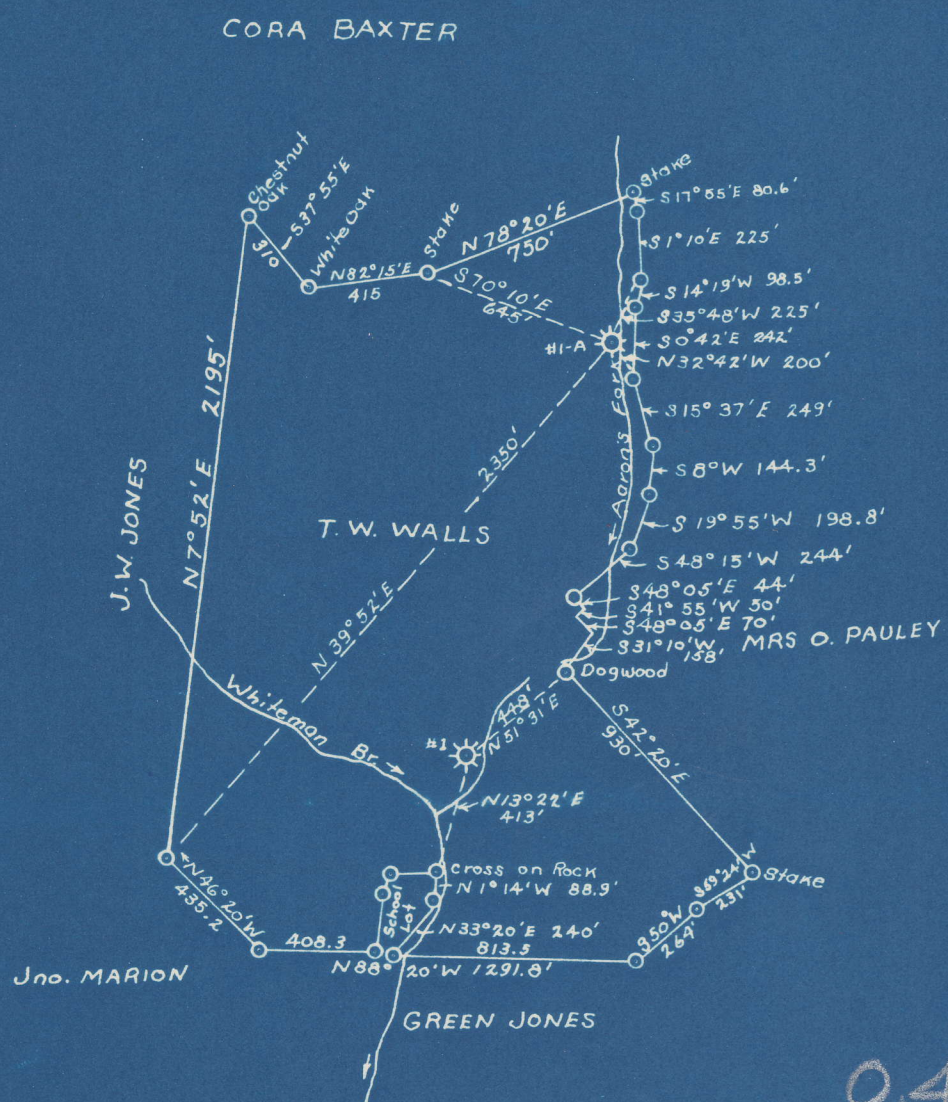 CORA BAXTER
Chestnut
Oak
S37°55'E
310
White Oak
N82°15'E
415
Stake
N78°20'E
750'
Stake
S70°10'E
645'
S17°55'E 80.6'
S1°10'E 225'
S14°19'W 98.5'
S35°48'W 225'
S0°42'E 242'
N32°42'W 200'
#1-A
Aaron's Fork
S15°37'E 249'
S8°W 144.3'
S19°55'W 198.8'
S48°15'W 244'
S48°05'E 44'
S41°55'W 50'
S48°05'E 70'
S31°10'W
158'
MRS O. PAULEY
Dogwood
N7°52'E 2195'
J.W. JONES
2350'
T.W. WALLS
N39°52'E
Whiteman Br.
#1
448'
N51°31'E
S42°20'E
930'
N13°22'E
413'
Cross on Rock
N1°14'W 88.9'
School
Lot
N33°20'E 240'
813.5
Stake
S69°24'W
231'
S50°W
264'
N46°20'W
435.2
408.3
N88°20'W 1291.8'
Jno. MARION
GREEN JONES